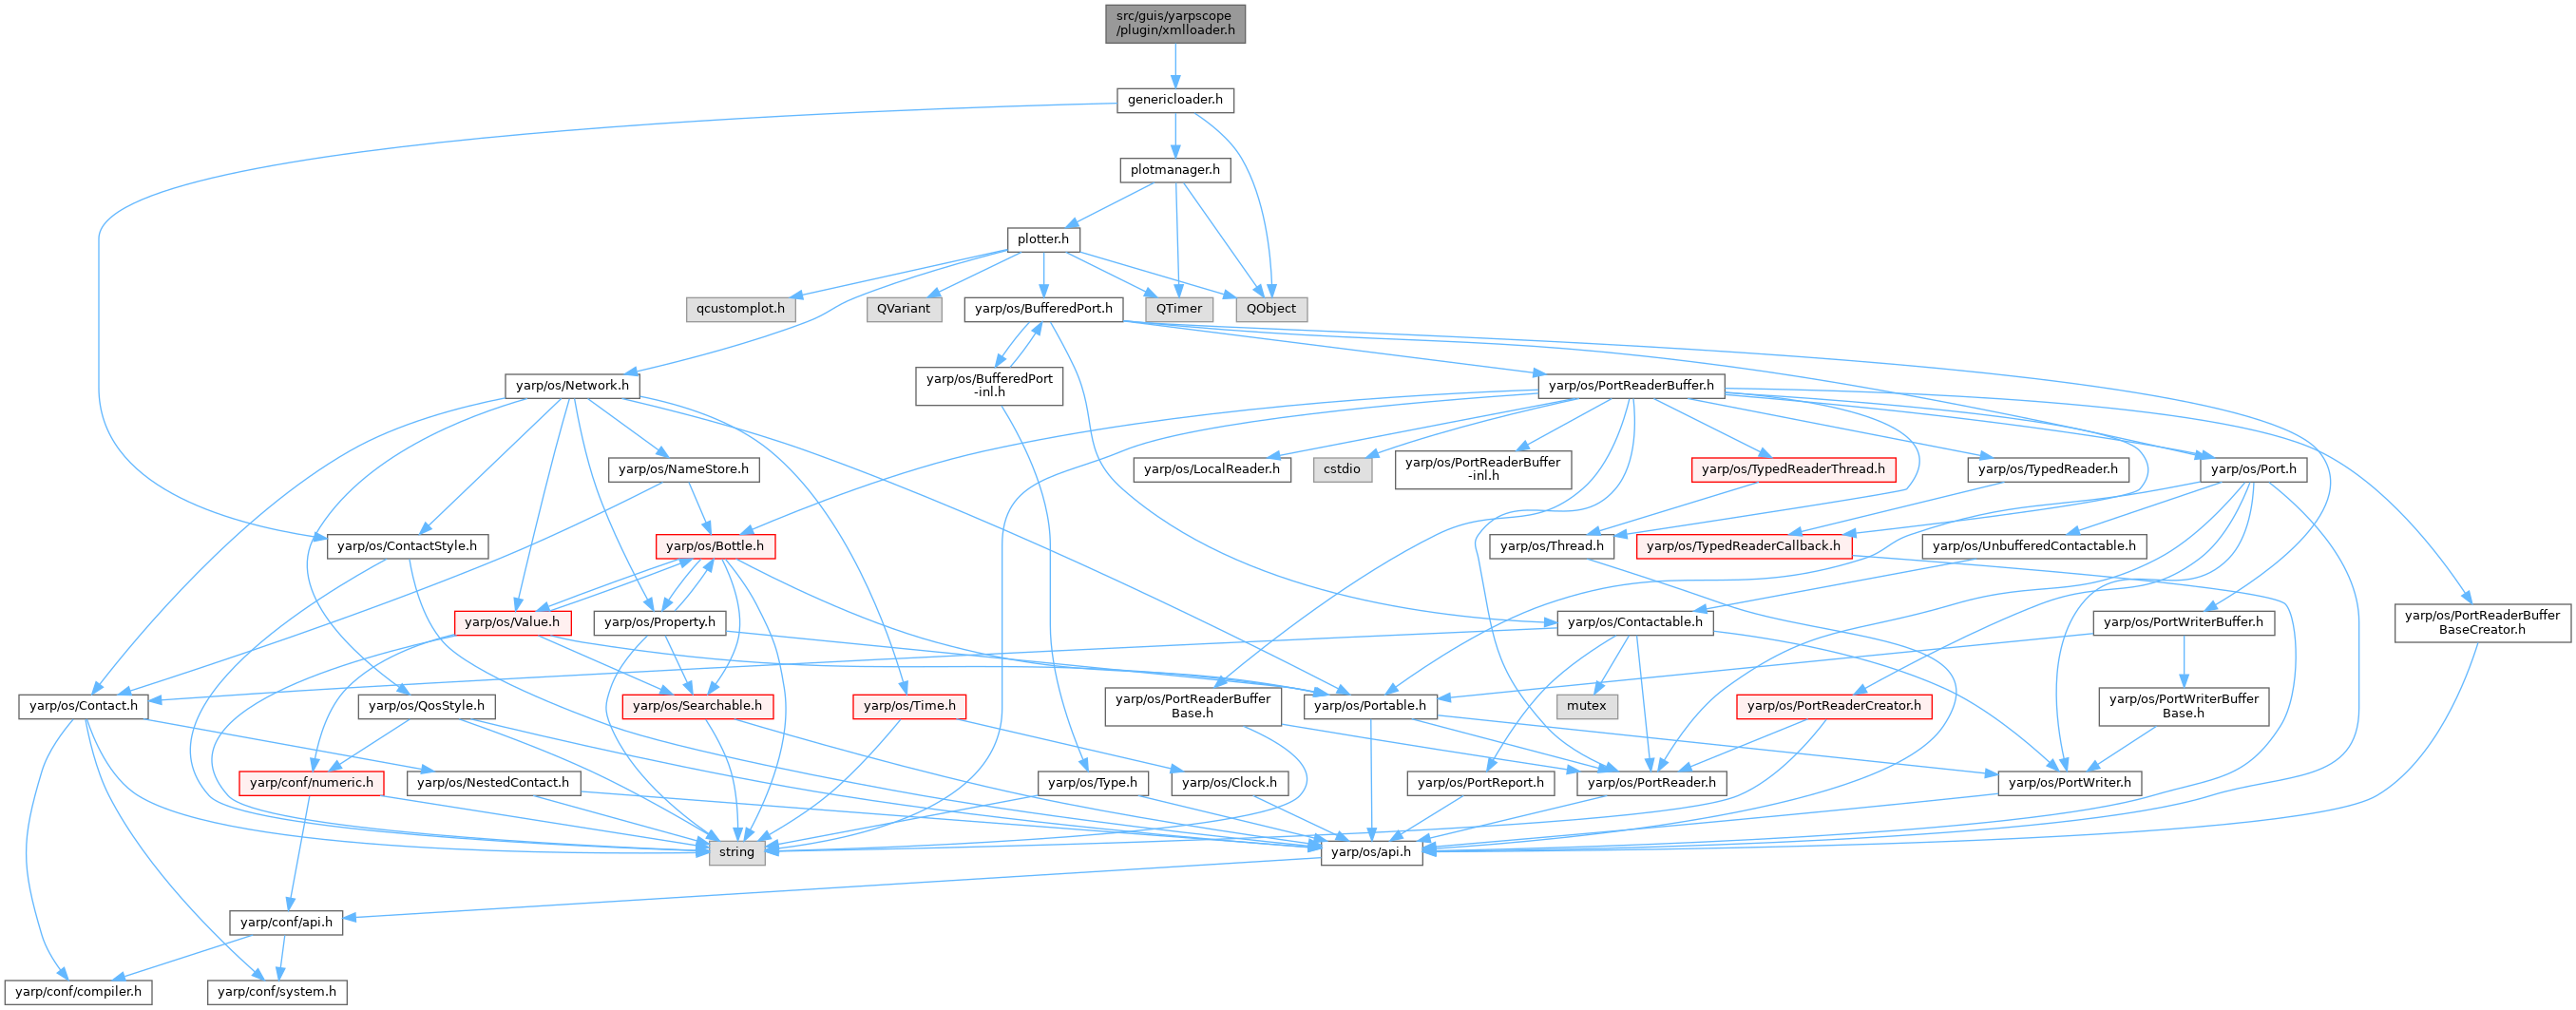 src/guis/yarpscope
/plugin/xmlloader.h
genericloader.h
plotmanager.h
plotter.h
qcustomplot.h
QVariant
yarp/os/BufferedPort.h
QTimer
QObject
yarp/os/BufferedPort
-inl.h
yarp/os/Network.h
yarp/os/PortReaderBuffer.h
yarp/os/NameStore.h
yarp/os/LocalReader.h
cstdio
yarp/os/PortReaderBuffer
-inl.h
yarp/os/TypedReaderThread.h
yarp/os/TypedReader.h
yarp/os/Port.h
yarp/os/ContactStyle.h
yarp/os/Bottle.h
yarp/os/Thread.h
yarp/os/TypedReaderCallback.h
yarp/os/UnbufferedContactable.h
yarp/os/Value.h
yarp/os/Property.h
yarp/os/Contactable.h
yarp/os/PortWriterBuffer.h
yarp/os/PortReaderBuffer
BaseCreator.h
yarp/os/Contact.h
yarp/os/QosStyle.h
yarp/os/Searchable.h
yarp/os/Time.h
yarp/os/PortReaderBuffer
Base.h
yarp/os/Portable.h
mutex
yarp/os/PortReaderCreator.h
yarp/os/PortWriterBuffer
Base.h
yarp/conf/numeric.h
yarp/os/NestedContact.h
yarp/os/Type.h
yarp/os/Clock.h
yarp/os/PortReport.h
yarp/os/PortReader.h
yarp/os/PortWriter.h
string
yarp/os/api.h
yarp/conf/api.h
yarp/conf/compiler.h
yarp/conf/system.h